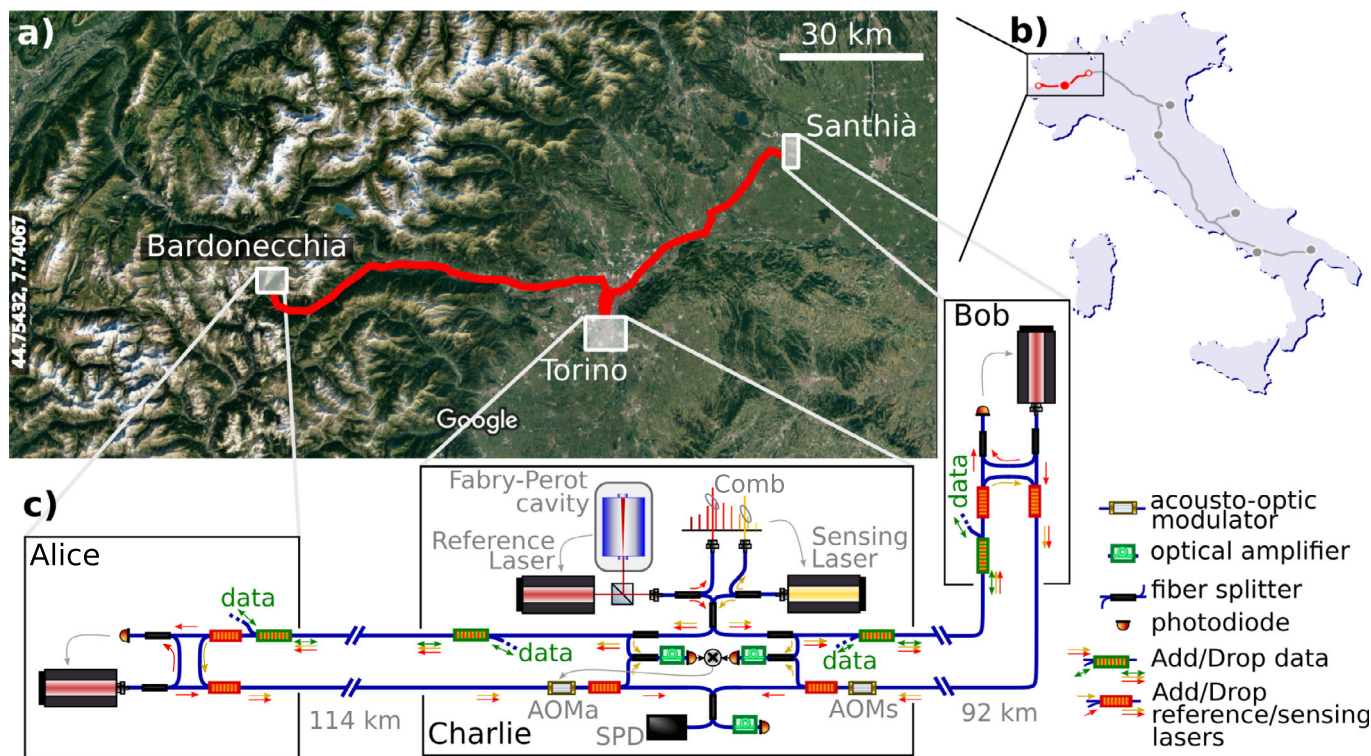 a)
30 km
Santhià
Bardonecchia
Torino
44.75432, 7.74067
Google
b)
c)
Alice
data
114 km
Fabry-Perot
cavity
Reference
Laser
Comb
Sensing
Laser
data
data
AOMa
AOMs
SPD
Charlie
92 km
Bob
data
acousto-optic
modulator
optical amplifier
fiber splitter
photodiode
Add/Drop data
Add/Drop
reference/sensing
lasers